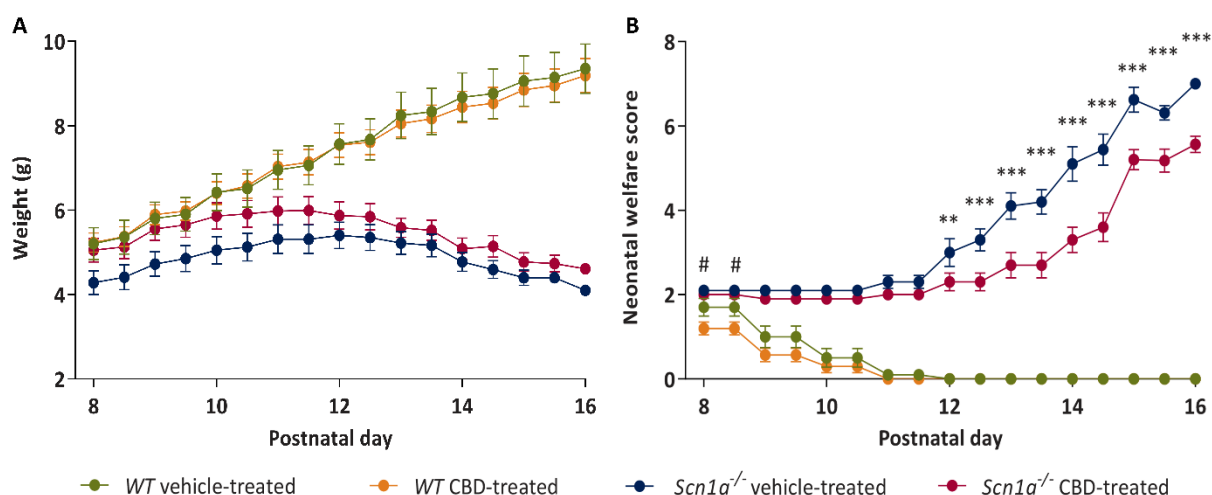 A
B
10
8
6
4
2
Weight (g)
8
10
12
14
16
Postnatal day
8
6
4
2
0
Neonatal welfare score
# #
** *** *** *** *** *** *** *** ***
8
10
12
14
16
Postnatal day
WT vehicle-treated
WT CBD-treated
Scn1a-/- vehicle-treated
Scn1a-/- CBD-treated